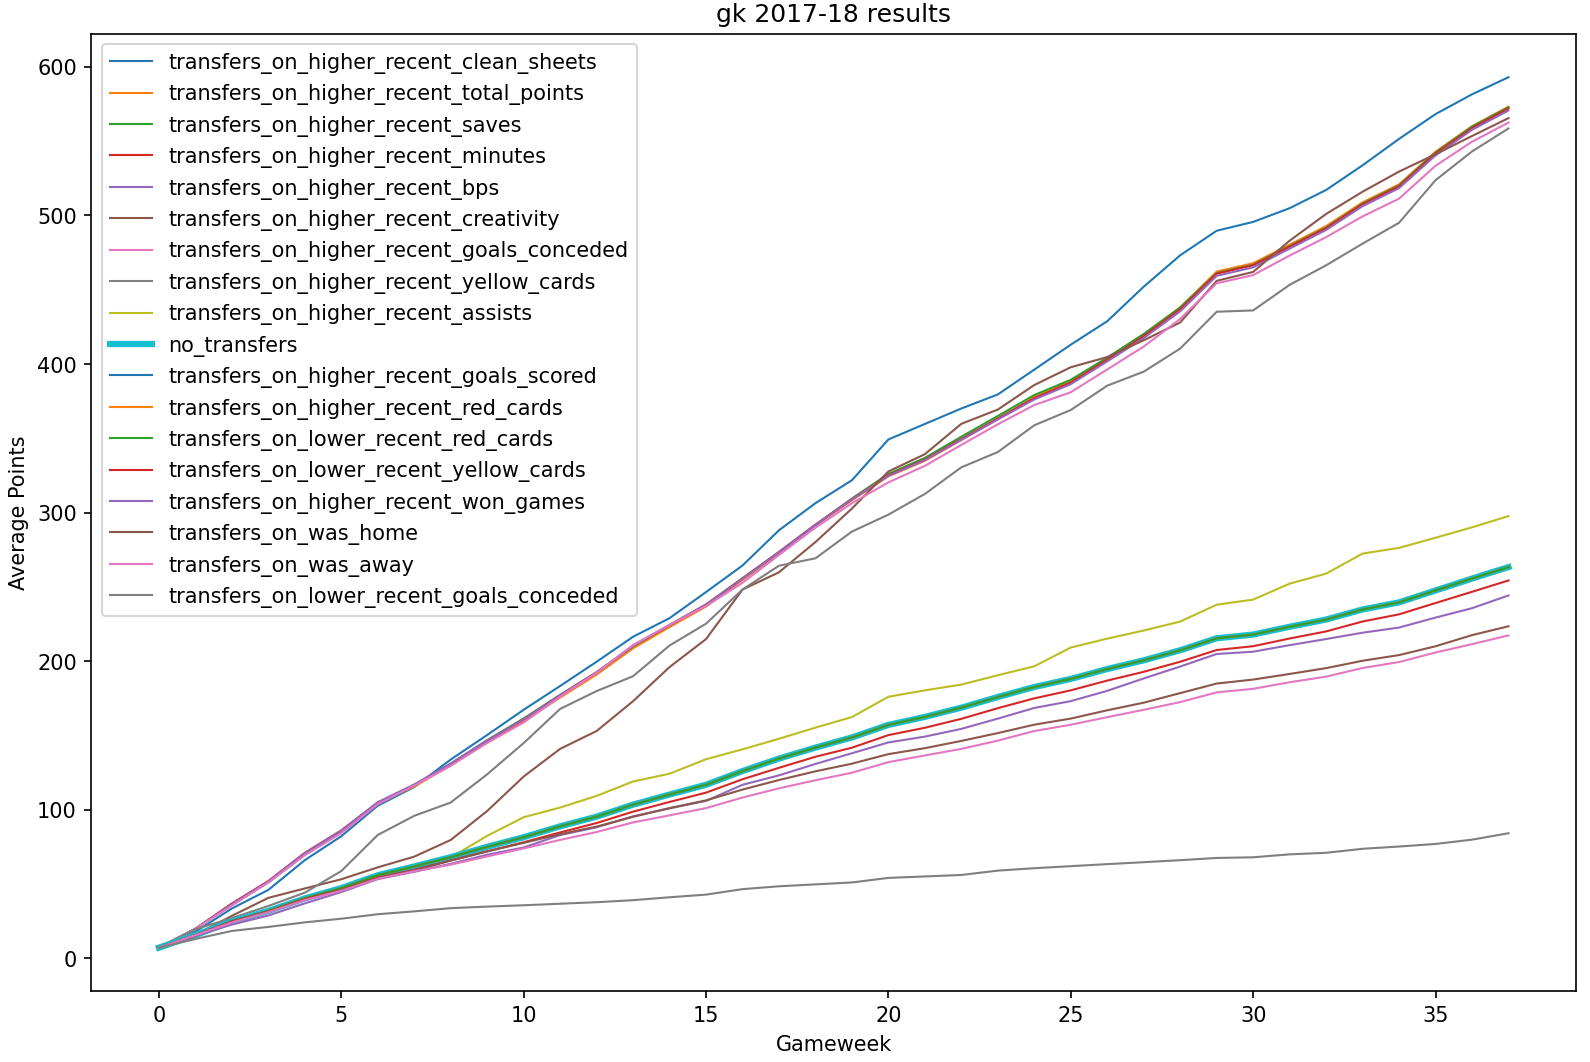 gk 2017-18 results
transfers_on_higher_recent_clean_sheets
transfers_on_higher_recent_total_points
transfers_on_higher_recent_saves
transfers_on_higher_recent_minutes
transfers_on_higher_recent_bps
transfers_on_higher_recent_creativity
transfers_on_higher_recent_goals_conceded
transfers_on_higher_recent_yellow_cards
transfers_on_higher_recent_assists
no_transfers
transfers_on_higher_recent_goals_scored
transfers_on_higher_recent_red_cards
transfers_on_lower_recent_red_cards
transfers_on_lower_recent_yellow_cards
transfers_on_higher_recent_won_games
transfers_on_was_home
transfers_on_was_away
transfers_on_lower_recent_goals_conceded
Average Points
600
500
400
300
200
100
0
0 5 10 15 20 25 30 35
Gameweek